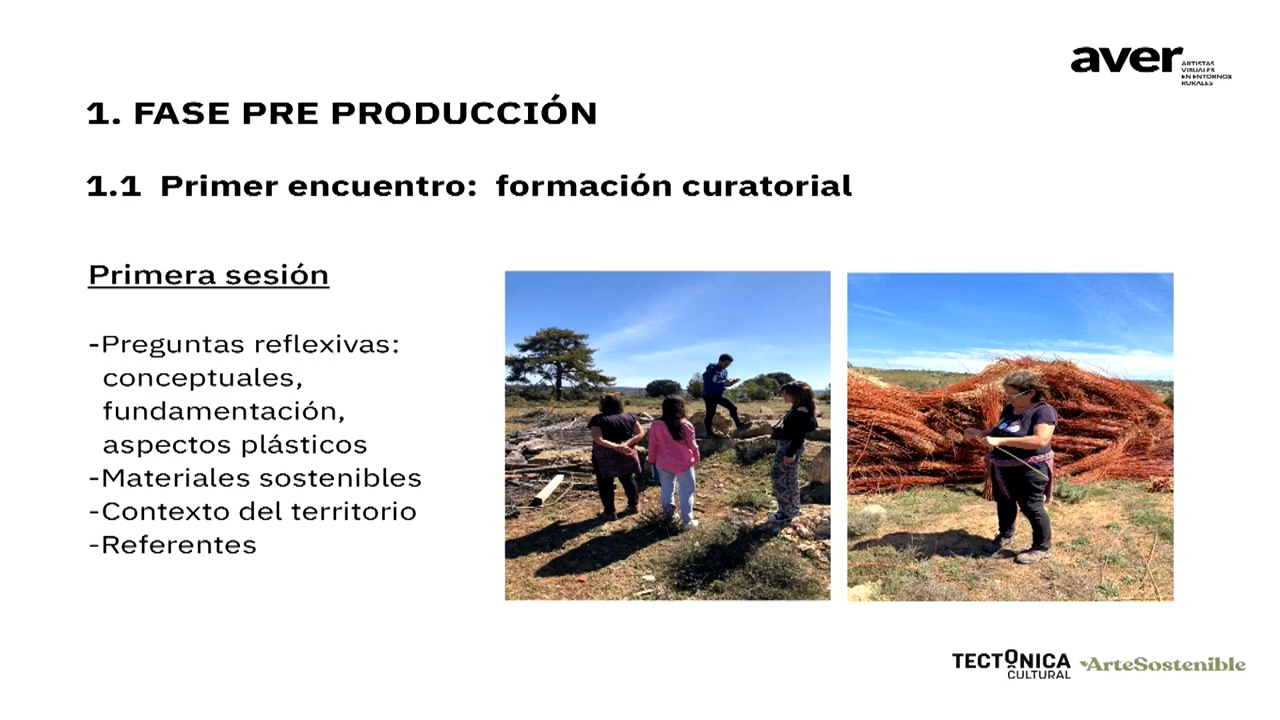 aver
ARTISTAS
VISUALES
EN ENTORNOS
RURALES
1. FASE PRE PRODUCCIÓN
1.1 Primer encuentro: formación curatorial
Primera sesión
-Preguntas reflexivas:
conceptuales,
fundamentación,
aspectos plásticos
-Materiales sostenibles
-Contexto del territorio
-Referentes
TECTÓNICA
CULTURAL
ArteSostenible